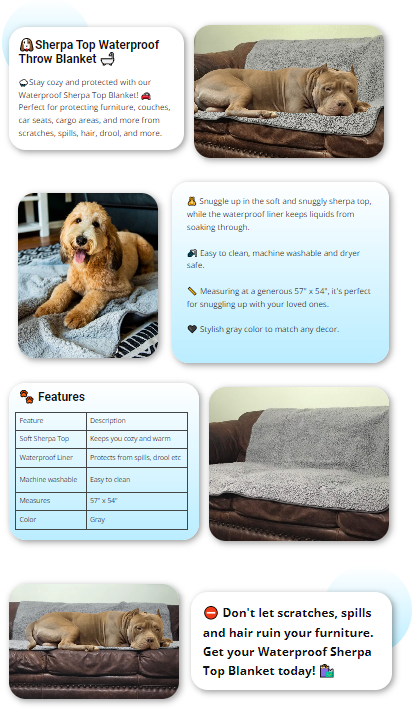 Sherpa Top Waterproof
Throw Blanket
Stay cozy and protected with our
Waterproof Sherpa Top Blanket!
Perfect for protecting furniture, couches,
car seats, cargo areas, and more from
scratches, spills, hair, drool, and more.
Snuggle up in the soft and snuggly sherpa top,
while the waterproof liner keeps liquids from
soaking through.
Easy to clean, machine washable and dryer
safe.
Measuring at a generous 57" x 54", it's perfect
for snuggling up with your loved ones.
Stylish gray color to match any decor.
Features
Feature Description
Soft Sherpa Top Keeps you cozy and warm
Waterproof Liner Protects from spills, drool etc
Machine washable Easy to clean
Measures 57" x 54"
Color Gray
Don't let scratches, spills
and hair ruin your furniture.
Get your Waterproof Sherpa
Top Blanket today!